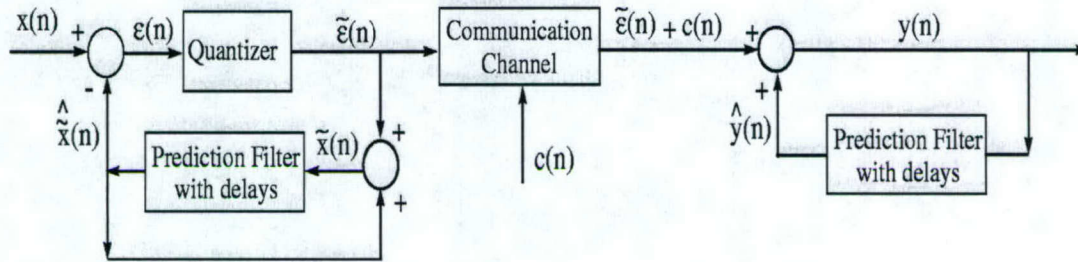 x(n)
+
ε(n)
Quantizer
ε̃(n)
Communication
Channel
ε̃(n) + c(n)
+
y(n)
-
x̃̂(n)
Prediction Filter
with delays
x̃(n)
+
+
c(n)
+
ŷ(n)
Prediction Filter
with delays